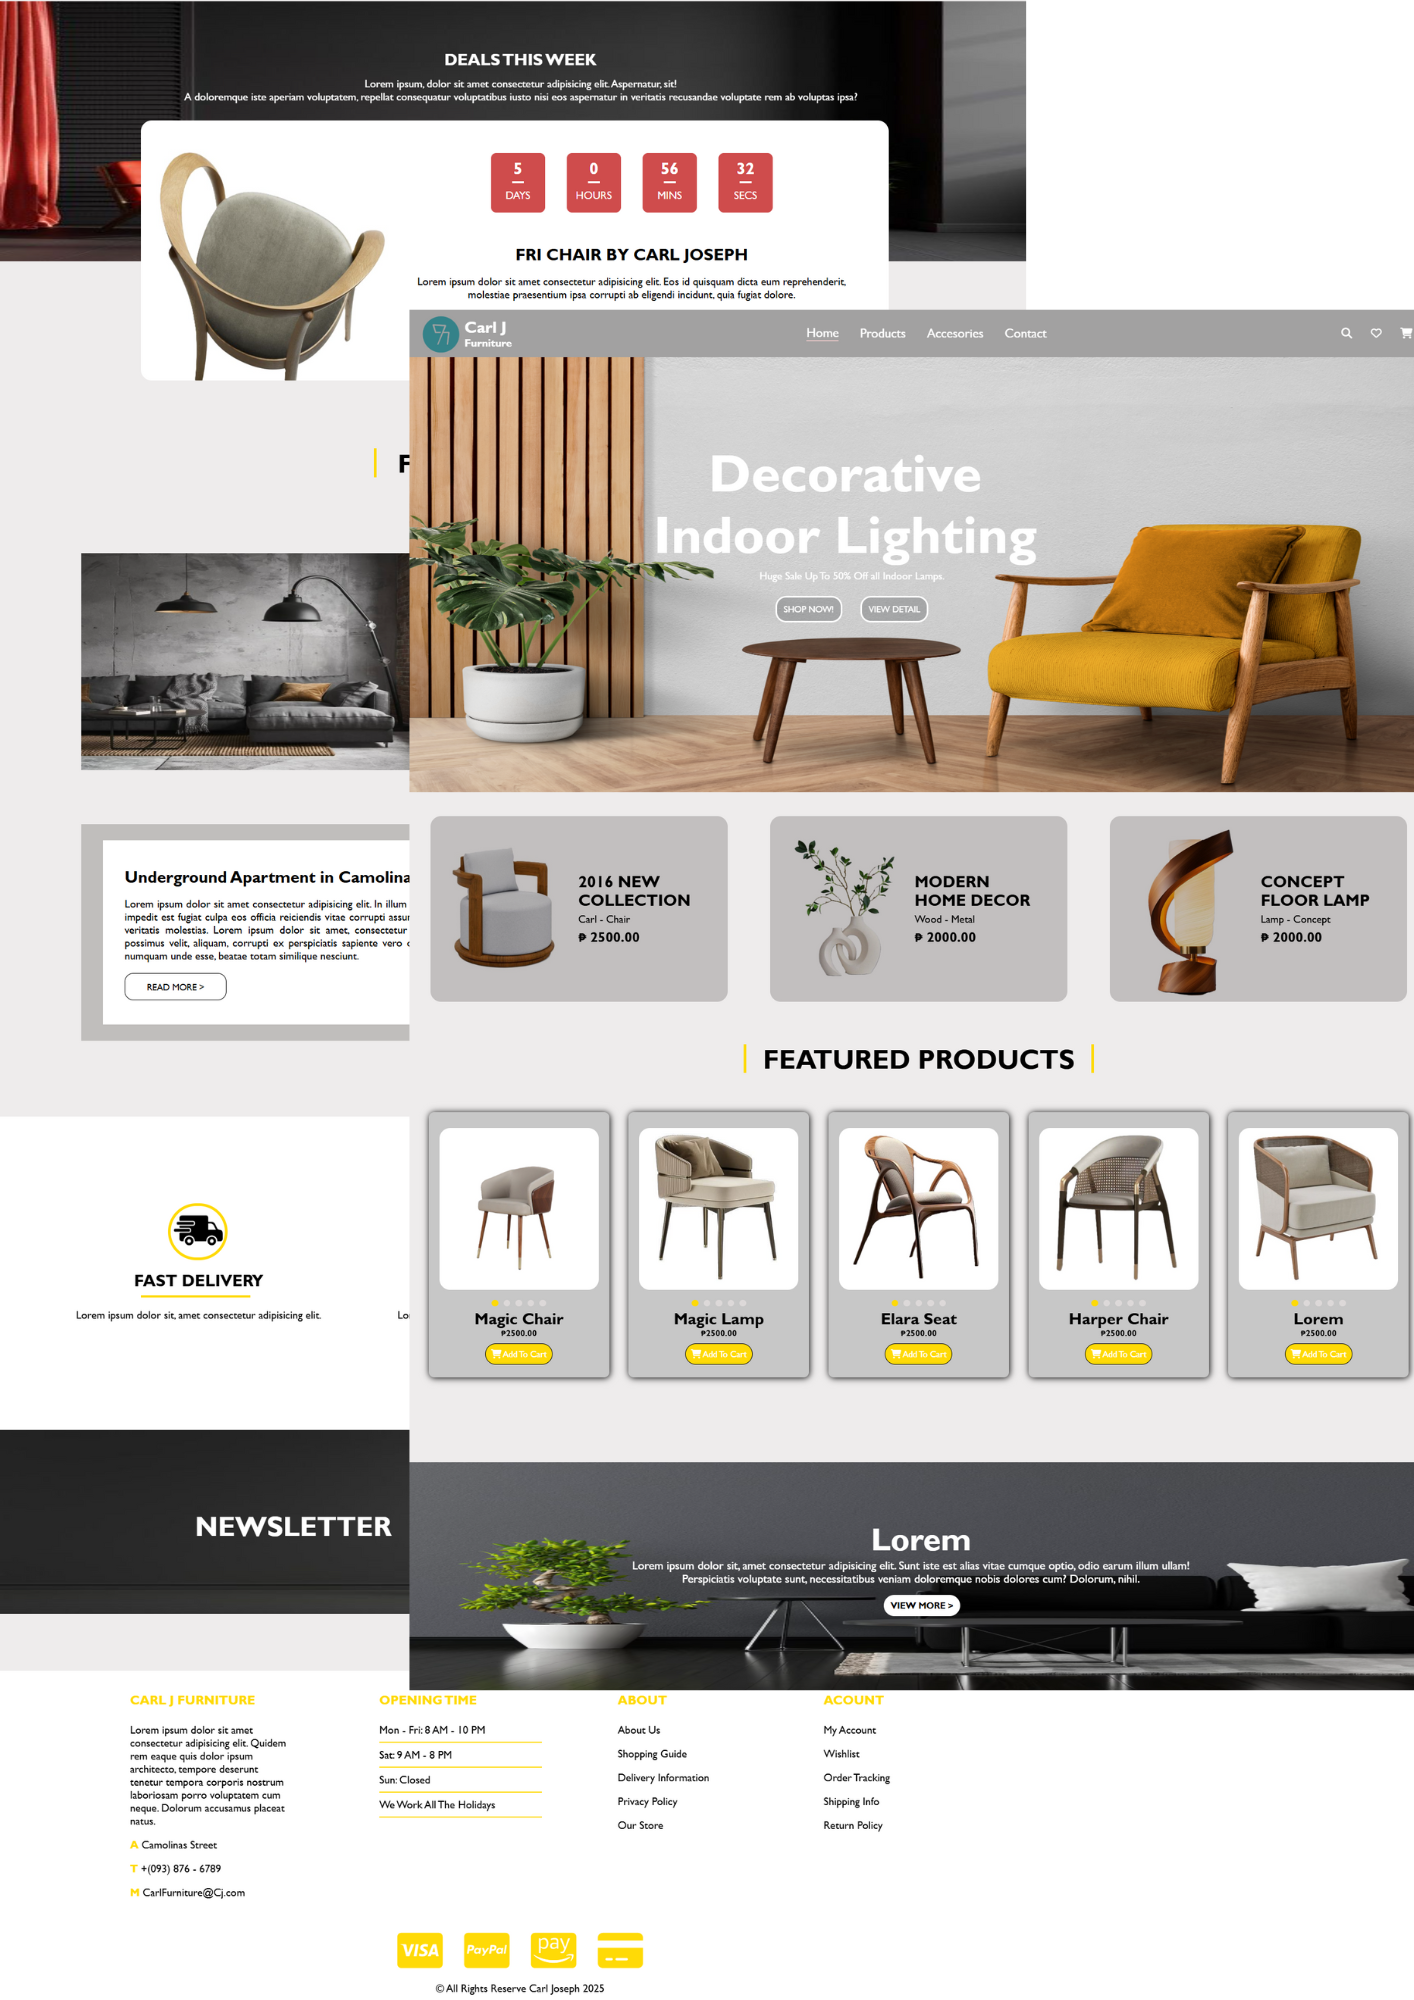 DEALS THIS WEEK
Lorem ipsum, dolor sit amet consectetur adipisicing elit. Aspernatur, sit!
A doloremque iste aperiam voluptatem, repellat consequatur voluptatibus iusto nisi eos aspernatur in veritatis recusandae voluptate rem ab voluptas ipsa?
5
DAYS
0
HOURS
56
MINS
32
SECS
FRI CHAIR BY CARL JOSEPH
Lorem ipsum dolor sit amet consectetur adipisicing elit. Eos id quisquam dicta eum reprehenderit,
molestiae praesentium ipsa corrupti ab eligendi incidunt, quia fugiat dolore.
Carl J
Furniture
Home
Products
Accesories
Contact
F
Decorative
Indoor Lighting
Huge Sale Up To 50% Off all Indoor Lamps.
SHOP NOW!
VIEW DETAIL
Underground Apartment in Camolina
Lorem ipsum dolor sit amet consectetur adipisicing elit. In illum
impedit est fugiat culpa eos officia reiciendis vitae corrupti assu
veritatis molestias. Lorem ipsum dolor sit amet, consectetur
possimus velit, aliquam, corrupti ex perspiciatis sapiente vero
numquam unde esse, beatae totam similique nesciunt.
READ MORE >
2016 NEW
COLLECTION
Carl - Chair
₱ 2500.00
MODERN
HOME DECOR
Wood - Metal
₱ 2000.00
CONCEPT
FLOOR LAMP
Lamp - Concept
₱ 2000.00
FEATURED PRODUCTS
Magic Chair
₱2500.00
Add To Cart
Magic Lamp
₱2500.00
Add To Cart
Elara Seat
₱2500.00
Add To Cart
Harper Chair
₱2500.00
Add To Cart
Lorem
₱2500.00
Add To Cart
FAST DELIVERY
Lorem ipsum dolor sit, amet consectetur adipisicing elit.
Lo
NEWSLETTER
Lorem
Lorem ipsum dolor sit, amet consectetur adipisicing elit. Sunt iste est alias vitae cumque optio, odio earum illum ullam!
Perspiciatis voluptate sunt, necessitatibus veniam doloremque nobis dolores cum? Dolorum, nihil.
VIEW MORE >
CARL J FURNITURE
Lorem ipsum dolor sit amet
consectetur adipisicing elit. Quidem
rem eaque quis dolor ipsum
architecto, tempore deserunt
tenetur tempora corporis nostrum
laboriosam porro voluptatem cum
neque. Dolorum accusamus placeat
natus.
A Camolinas Street
T +(093) 876 - 6789
M CarlFurniture@Cj.com
OPENING TIME
Mon - Fri: 8 AM - 10 PM
Sat: 9 AM - 8 PM
Sun: Closed
We Work All The Holidays
ABOUT
About Us
Shopping Guide
Delivery Information
Privacy Policy
Our Store
ACOUNT
My Account
Wishlist
Order Tracking
Shipping Info
Return Policy
VISA
PayPal
pay
© All Rights Reserve Carl Joseph 2025